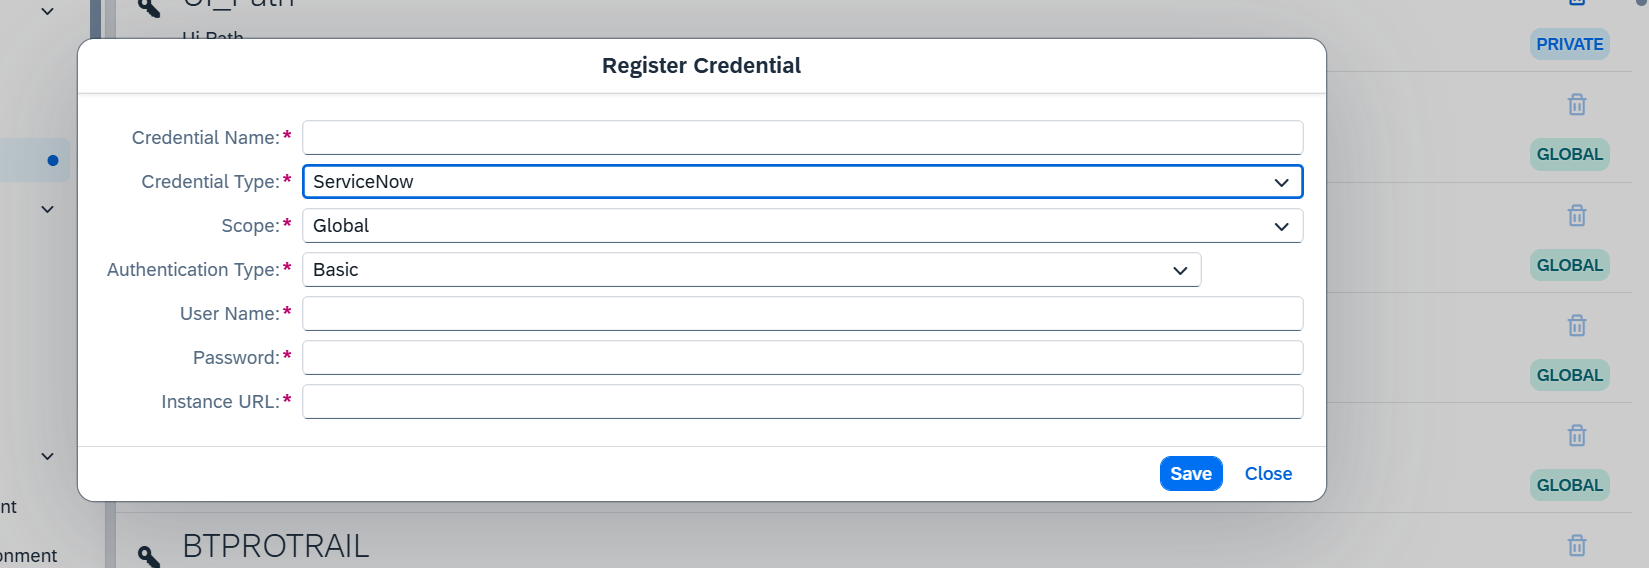 Ui_Path
Ui Path
PRIVATE
Register Credential
Credential Name:*
Credential Type:* ServiceNow
GLOBAL
Scope:* Global
Authentication Type:* Basic
GLOBAL
User Name:*
Password:*
GLOBAL
Instance URL:*
Save Close
GLOBAL
nt
BTPROTRAIL
onment